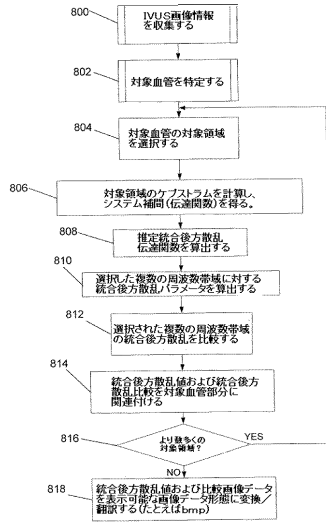 800
IVUS画像情報
を収集する
802
対象血管を特定する
804
対象血管の対象領域
を選択する
806
対象領域のケプストラムを計算し、
システム補間(伝達関数)を得る。
808
推定統合後方散乱
伝達関数を算出する
810
選択した複数の周波数帯域に対する
統合後方散乱パラメータを算出する
812
選択された複数の周波数帯域
の統合後方散乱を比較する
814
統合後方散乱値および統合後方
散乱比較を対象血管部分に
関連付ける
816
より数多くの
対象領域?
YES
NO
818
統合後方散乱値および比較画像データ
を表示可能な画像データ形態に変換/
翻訳する(たとえばbmp)